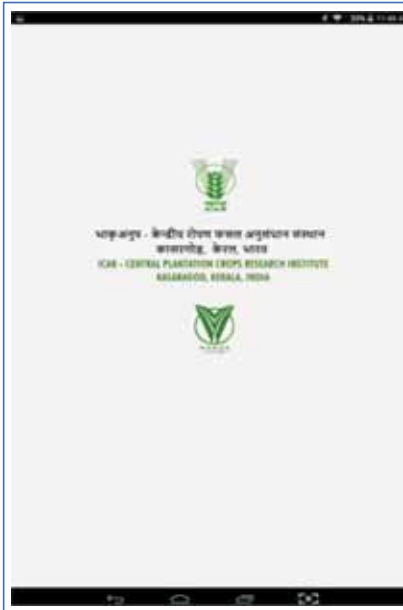 भाकृअनुप - केन्द्रीय रोपण फसल अनुसंधान संस्थान
कासरगोड, केरल, भारत
ICAR - CENTRAL PLANTATION CROPS RESEARCH INSTITUTE
KASARAGOD, KERALA, INDIA